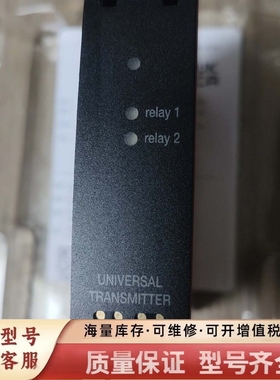 relay 1
relay 2
UNIVERSAL
TRANSMITTER
型号
客服
海量库存·可维修·可开增值税
质量保证 型号齐全